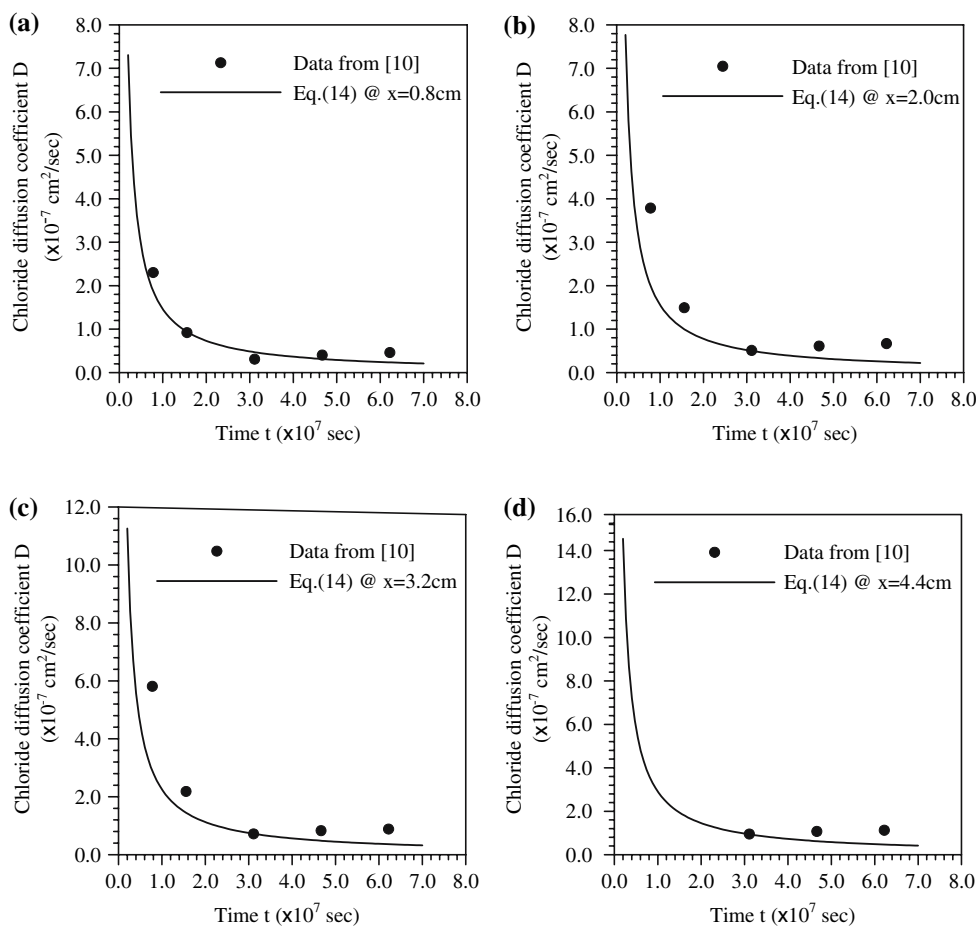 (a)
8.0
7.0
6.0
5.0
4.0
3.0
2.0
1.0
0.0
Chloride diffusion coefficient D
(x10⁻⁷ cm²/sec)
Data from [10]
Eq.(14) @ x=0.8cm
0.0 1.0 2.0 3.0 4.0 5.0 6.0 7.0 8.0
Time t (x10⁷ sec)
(b)
8.0
7.0
6.0
5.0
4.0
3.0
2.0
1.0
0.0
Chloride diffusion coefficient D
(x10⁻⁷ cm²/sec)
Data from [10]
Eq.(14) @ x=2.0cm
0.0 1.0 2.0 3.0 4.0 5.0 6.0 7.0 8.0
Time t (x10⁷ sec)
(c)
12.0
10.0
8.0
6.0
4.0
2.0
0.0
Chloride diffusion coefficient D
(x10⁻⁷ cm²/sec)
Data from [10]
Eq.(14) @ x=3.2cm
0.0 1.0 2.0 3.0 4.0 5.0 6.0 7.0 8.0
Time t (x10⁷ sec)
(d)
16.0
14.0
12.0
10.0
8.0
6.0
4.0
2.0
0.0
Chloride diffusion coefficient D
(x10⁻⁷ cm²/sec)
Data from [10]
Eq.(14) @ x=4.4cm
0.0 1.0 2.0 3.0 4.0 5.0 6.0 7.0 8.0
Time t (x10⁷ sec)